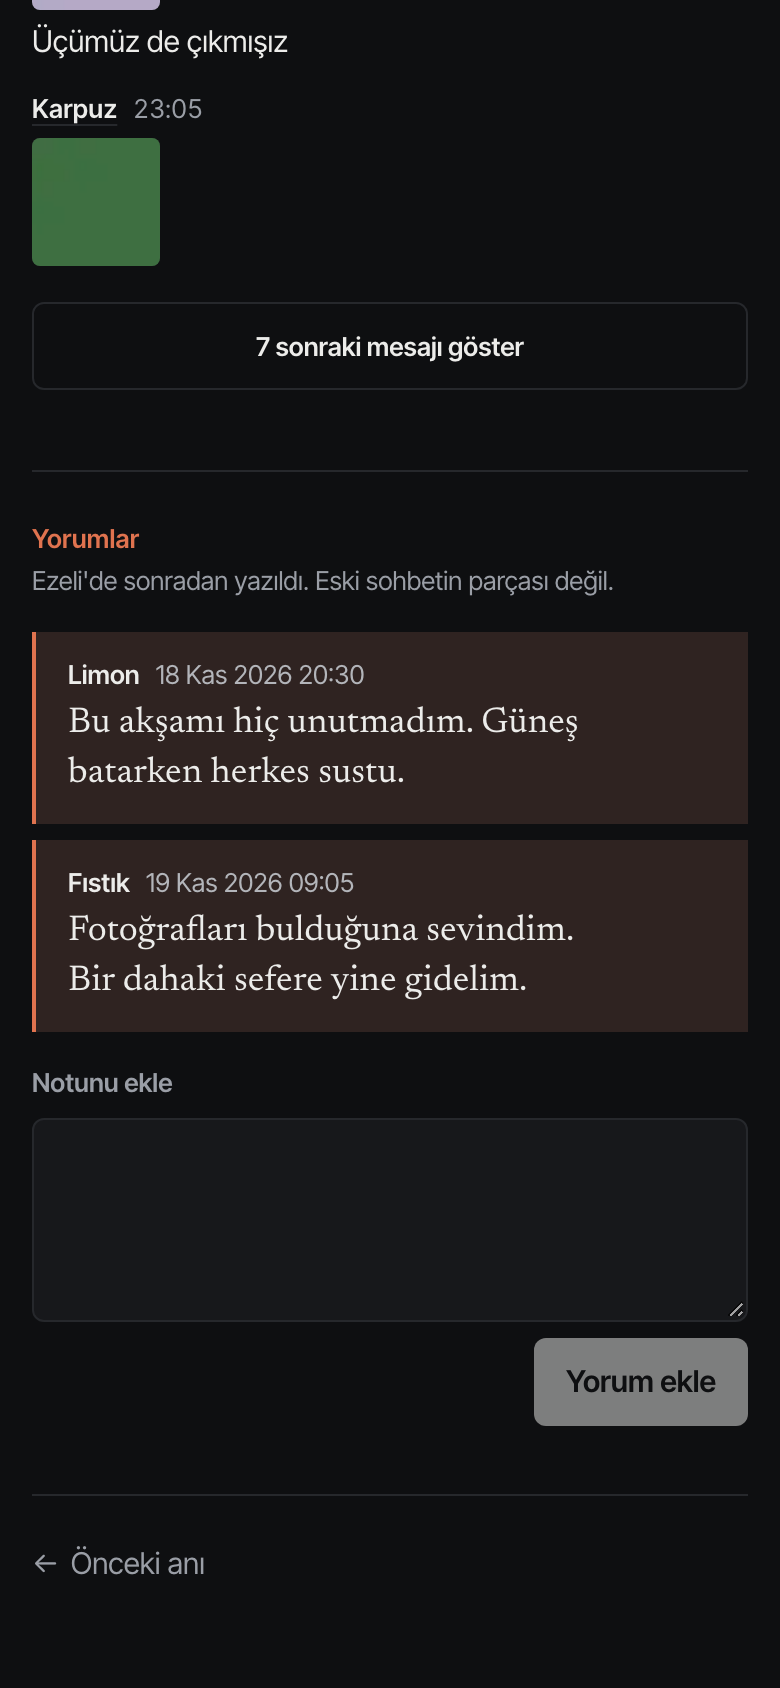 Üçümüz de çıkmışız
Karpuz 23:05
7 sonraki mesajı göster
Yorumlar
Ezeli'de sonradan yazıldı. Eski sohbetin parçası değil.
Limon 18 Kas 2026 20:30
Bu akşamı hiç unutmadım. Güneş
batarken herkes sustu.
Fıstık 19 Kas 2026 09:05
Fotoğrafları bulduğuna sevindim.
Bir dahaki sefere yine gidelim.
Notunu ekle
Yorum ekle
← Önceki anı